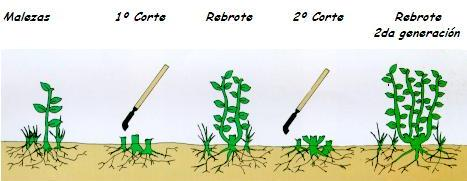 Malezas
1º Corte
Rebrote
2º Corte
Rebrote
2da generación